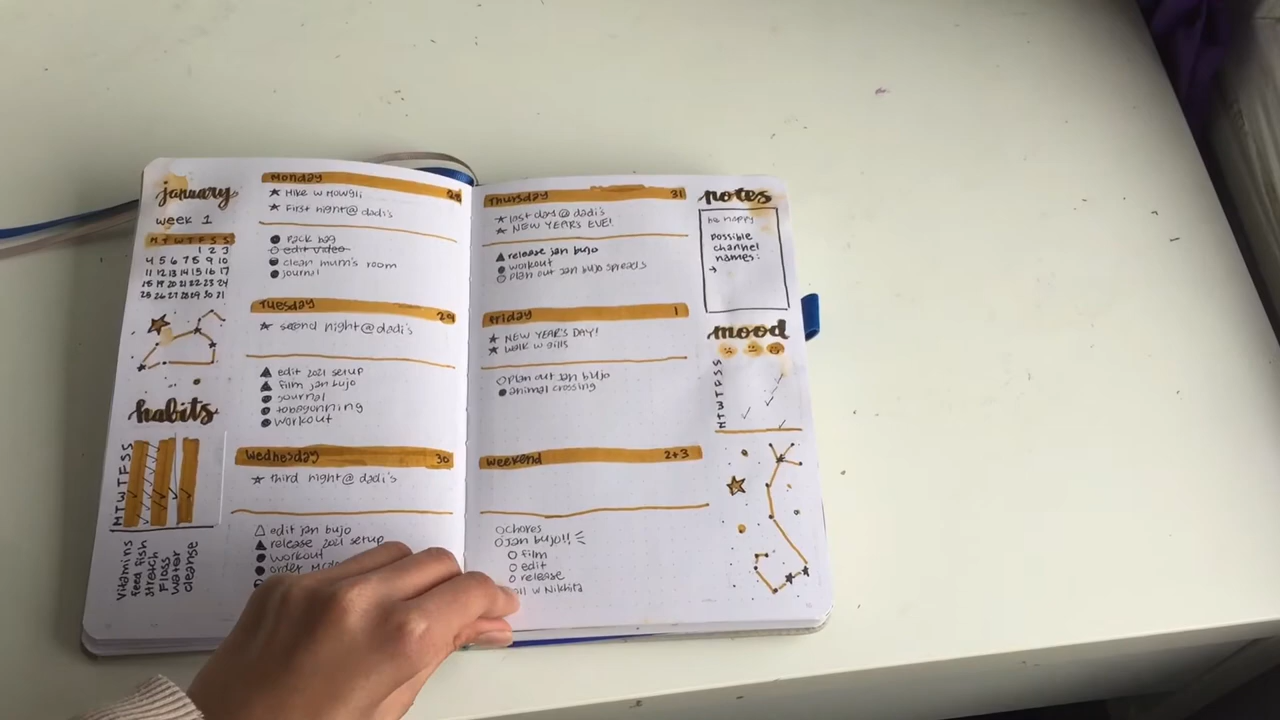 january
week 1
M T W T F S S
1 2 3
4 5 6 7 8 9 10
11 12 13 14 15 16 17
18 19 20 21 22 23 24
25 26 27 28 29 30 31
habits
M T W T F S S
Vitamins
feed fish
stretch
Floss
water
cleanse
Monday 28
Hike w Mowgli
First night @ dadi's
pack bag
edit video
clean mum's room
journal
Tuesday 29
second night @ dadi's
edit 2021 setup
film jan bujo
journal
workout
Wednesday 30
third night @ dadi's
edit jan bujo
release 2021 setup
workout
order
Thursday 31
last day @ dadi's
NEW YEAR'S EVE!
release jan bujo
workout
plan out jan bujo spreads
Friday 1
NEW YEAR'S DAY!
walk w gills
plan out jan bujo
animal crossing
weekend 2+3
chores
Jan bujo!!
film
edit
release
w Nikhita
notes
be happy
possible
channel
names:
mood
M T W T F S S